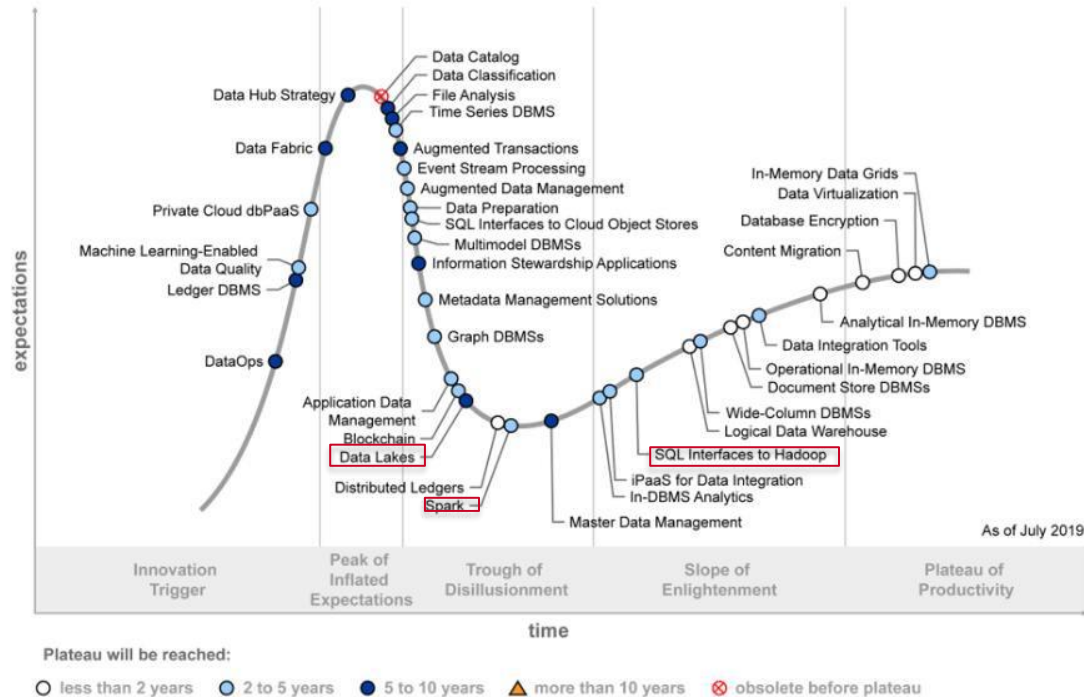 Data Catalog
Data Classification
Data Hub Strategy
File Analysis
Time Series DBMS
Data Fabric
Augmented Transactions
Event Stream Processing
In-Memory Data Grids
Augmented Data Management
Data Virtualization
Private Cloud dbPaaS
Data Preparation
SQL Interfaces to Cloud Object Stores
Database Encryption
Multimodel DBMSs
Machine Learning-Enabled
Data Quality
Content Migration
Information Stewardship Applications
Ledger DBMS
Metadata Management Solutions
Analytical In-Memory DBMS
Graph DBMSs
Data Integration Tools
DataOps
Operational In-Memory DBMS
Document Store DBMSs
Application Data
Management
Wide-Column DBMSs
Logical Data Warehouse
Blockchain
Data Lakes
SQL Interfaces to Hadoop
Distributed Ledgers
iPaaS for Data Integration
In-DBMS Analytics
Spark
Master Data Management
As of July 2019
expectations
Innovation
Trigger
Peak of
Inflated
Expectations
Trough of
Disillusionment
Slope of
Enlightenment
Plateau of
Productivity
time
Plateau will be reached:
less than 2 years
2 to 5 years
5 to 10 years
more than 10 years
obsolete before plateau